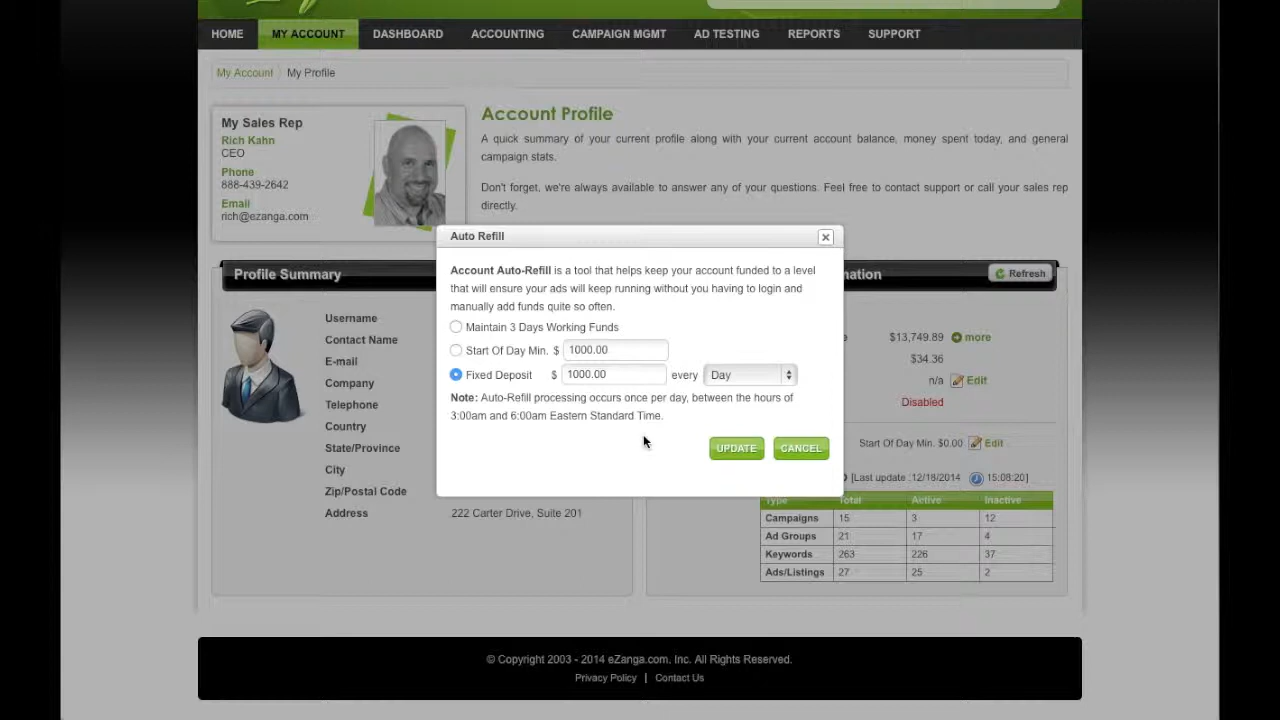 HOME MY ACCOUNT DASHBOARD ACCOUNTING CAMPAIGN MGMT AD TESTING REPORTS SUPPORT
My Account My Profile
My Sales Rep
Rich Kahn
CEO
Phone
888-439-2642
Email
rich@ezanga.com
Account Profile
A quick summary of your current profile along with your current account balance, money spent today, and general
campaign stats.
Don't forget, we're always available to answer any of your questions. Feel free to contact support or call your sales rep
directly.
Auto Refill
Account Auto-Refill is a tool that helps keep your account funded to a level
that will ensure your ads will keep running without you having to login and
manually add funds quite so often.
Maintain 3 Days Working Funds
Start Of Day Min. $ 1000.00
Fixed Deposit $ 1000.00 every Day
Note: Auto-Refill processing occurs once per day, between the hours of
3:00am and 6:00am Eastern Standard Time.
UPDATE CANCEL
Profile Summary
Username
Contact Name
E-mail
Company
Telephone
Country
State/Province
City
Zip/Postal Code
Address 222 Carter Drive, Suite 201
Refresh
$13,749.89 more
$34.36
n/a Edit
Disabled
Start Of Day Min. $0.00 Edit
[Last update :12/18/2014 15:08:20]
Type Total Active Inactive
Campaigns 15 3 12
Ad Groups 21 17 4
Keywords 263 226 37
Ads/Listings 27 25 2
© Copyright 2003 - 2014 eZanga.com. Inc. All Rights Reserved.
Privacy Policy | Contact Us